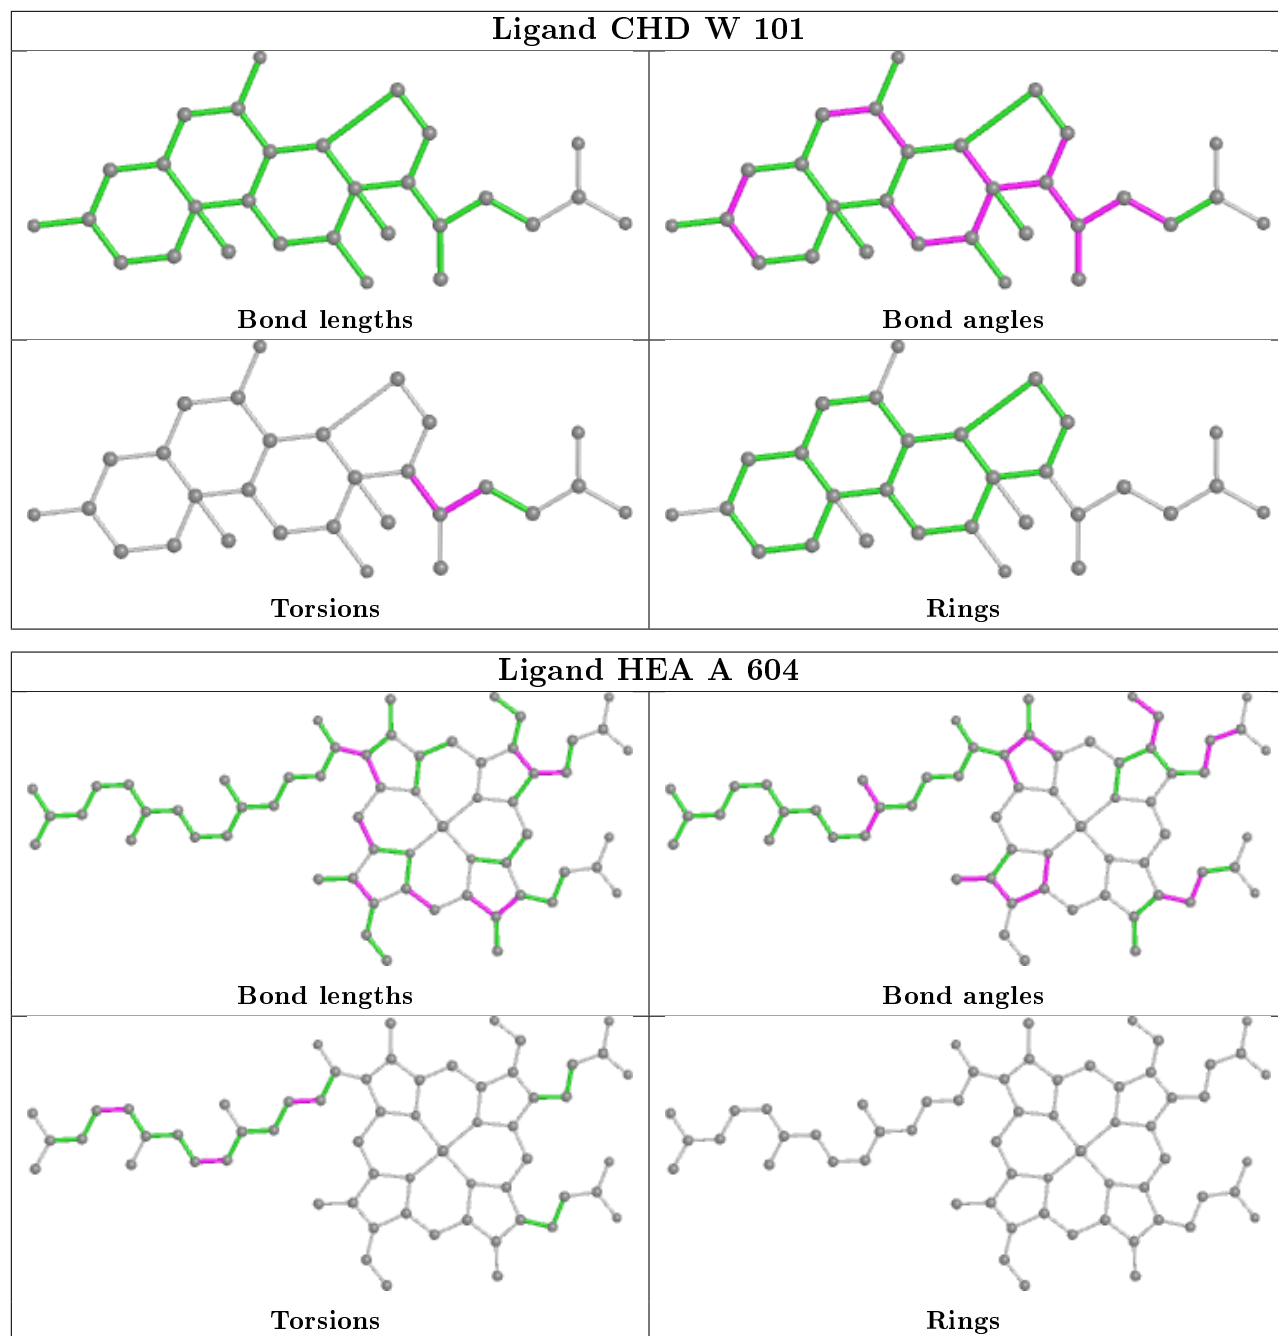 Ligand CHD W 101
Bond lengths
Bond angles
Torsions
Rings
Ligand HEA A 604
Bond lengths
Bond angles
Torsions
Rings